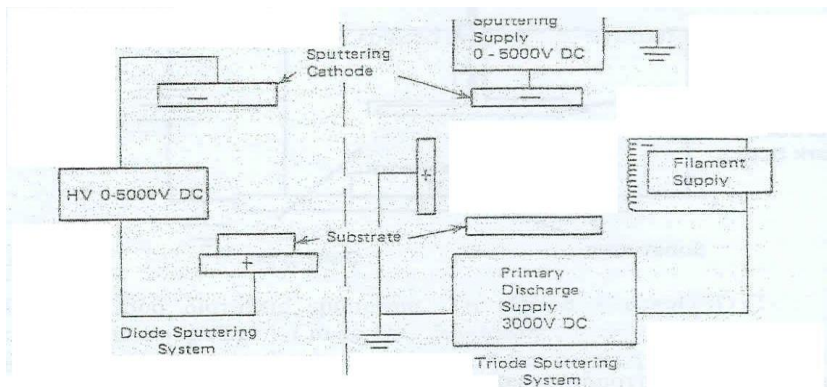 Sputtering
Supply
0 - 5000V DC
Sputtering
Cathode
−
−
HV 0-5000V DC
+
Filament
Supply
−
+
Substrate
Primary
Discharge
Supply
3000V DC
Diode Sputtering
System
Triode Sputtering
System